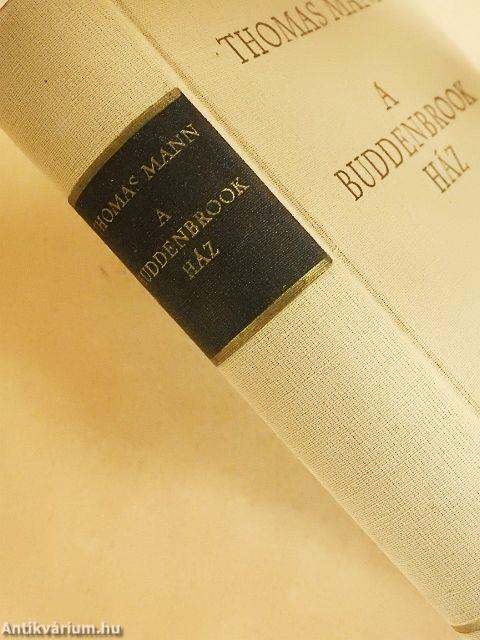 THOMAS MANN
A
BUDDENBROOK
HÁZ
THOMAS MANN
A
BUDDENBROOK
HÁZ
Antikvárium.hu